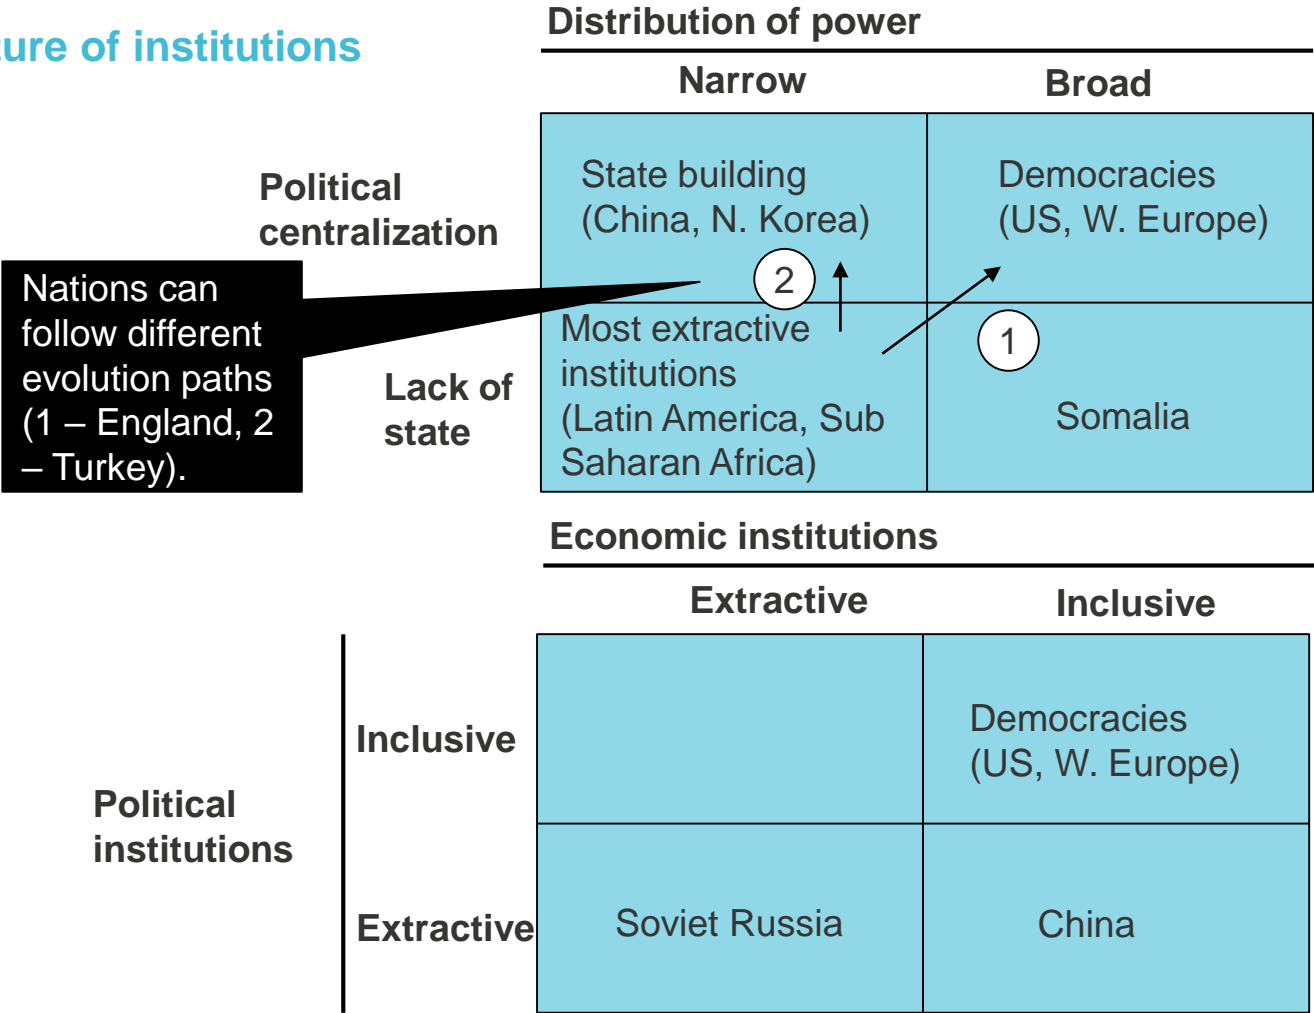 ture of institutions
Distribution of power
Narrow
Broad
Political
centralization
State building
(China, N. Korea)
Democracies
(US, W. Europe)
Nations can
follow different
evolution paths
(1 – England, 2
– Turkey).
2
1
Lack of
state
Most extractive
institutions
(Latin America, Sub
Saharan Africa)
Somalia
Economic institutions
Extractive
Inclusive
Political
institutions
Inclusive
Democracies
(US, W. Europe)
Extractive
Soviet Russia
China